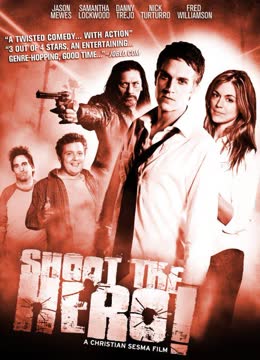 JASON MEWES SAMANTHA LOCKWOOD DANNY TREJO NICK TURTURRO FRED WILLIAMSON
"A TWISTED COMEDY... WITH ACTION"
"3 OUT OF 4 STARS, AN ENTERTAINING..
GENRE-HOPPING, GOOD TIME..."
SHOOT THE
HERO!
A CHRISTIAN SESMA FILM